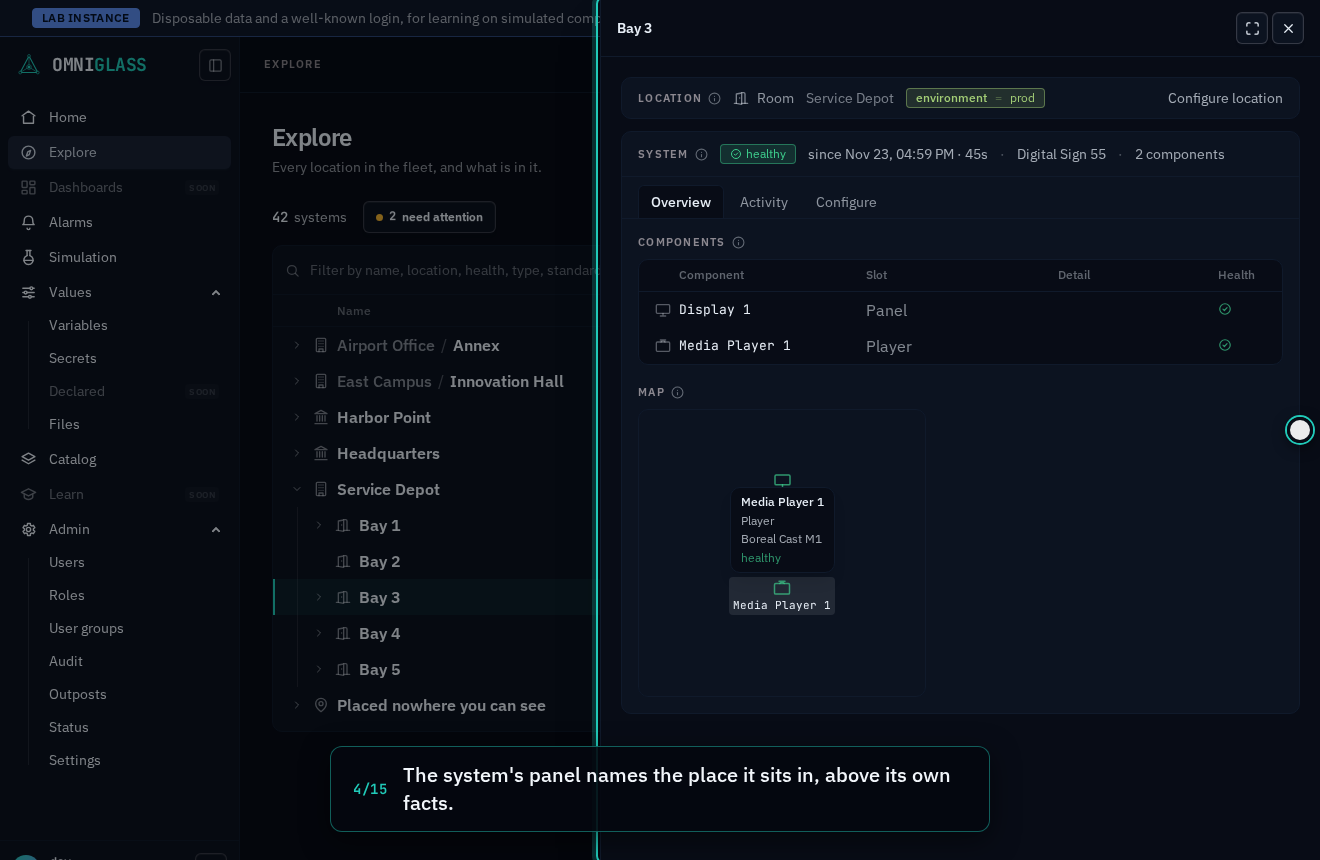 LAB INSTANCE Disposable data and a well-known login, for learning on simulated
OMNIGLASS
Home
Explore
Dashboards SOON
Alarms
Simulation
Values
Variables
Secrets
Declared SOON
Files
Catalog
Learn SOON
Admin
Users
Roles
User groups
Audit
Outposts
Status
Settings
EXPLORE
Explore
Every location in the fleet, and what is in it.
42 systems 2 need attention
Filter by name, location, health, type, standard
Name
Airport Office / Annex
East Campus / Innovation Hall
Harbor Point
Headquarters
Service Depot
Bay 1
Bay 2
Bay 3
Bay 4
Bay 5
Placed nowhere you can see
Bay 3
LOCATION Room Service Depot environment = prod Configure location
SYSTEM healthy since Nov 23, 04:59 PM · 45s · Digital Sign 55 · 2 components
Overview Activity Configure
COMPONENTS
Component Slot Detail Health
Display 1 Panel
Media Player 1 Player
MAP
Media Player 1
Player
Boreal Cast M1
healthy
Media Player 1
4/15 The system's panel names the place it sits in, above its own
facts.